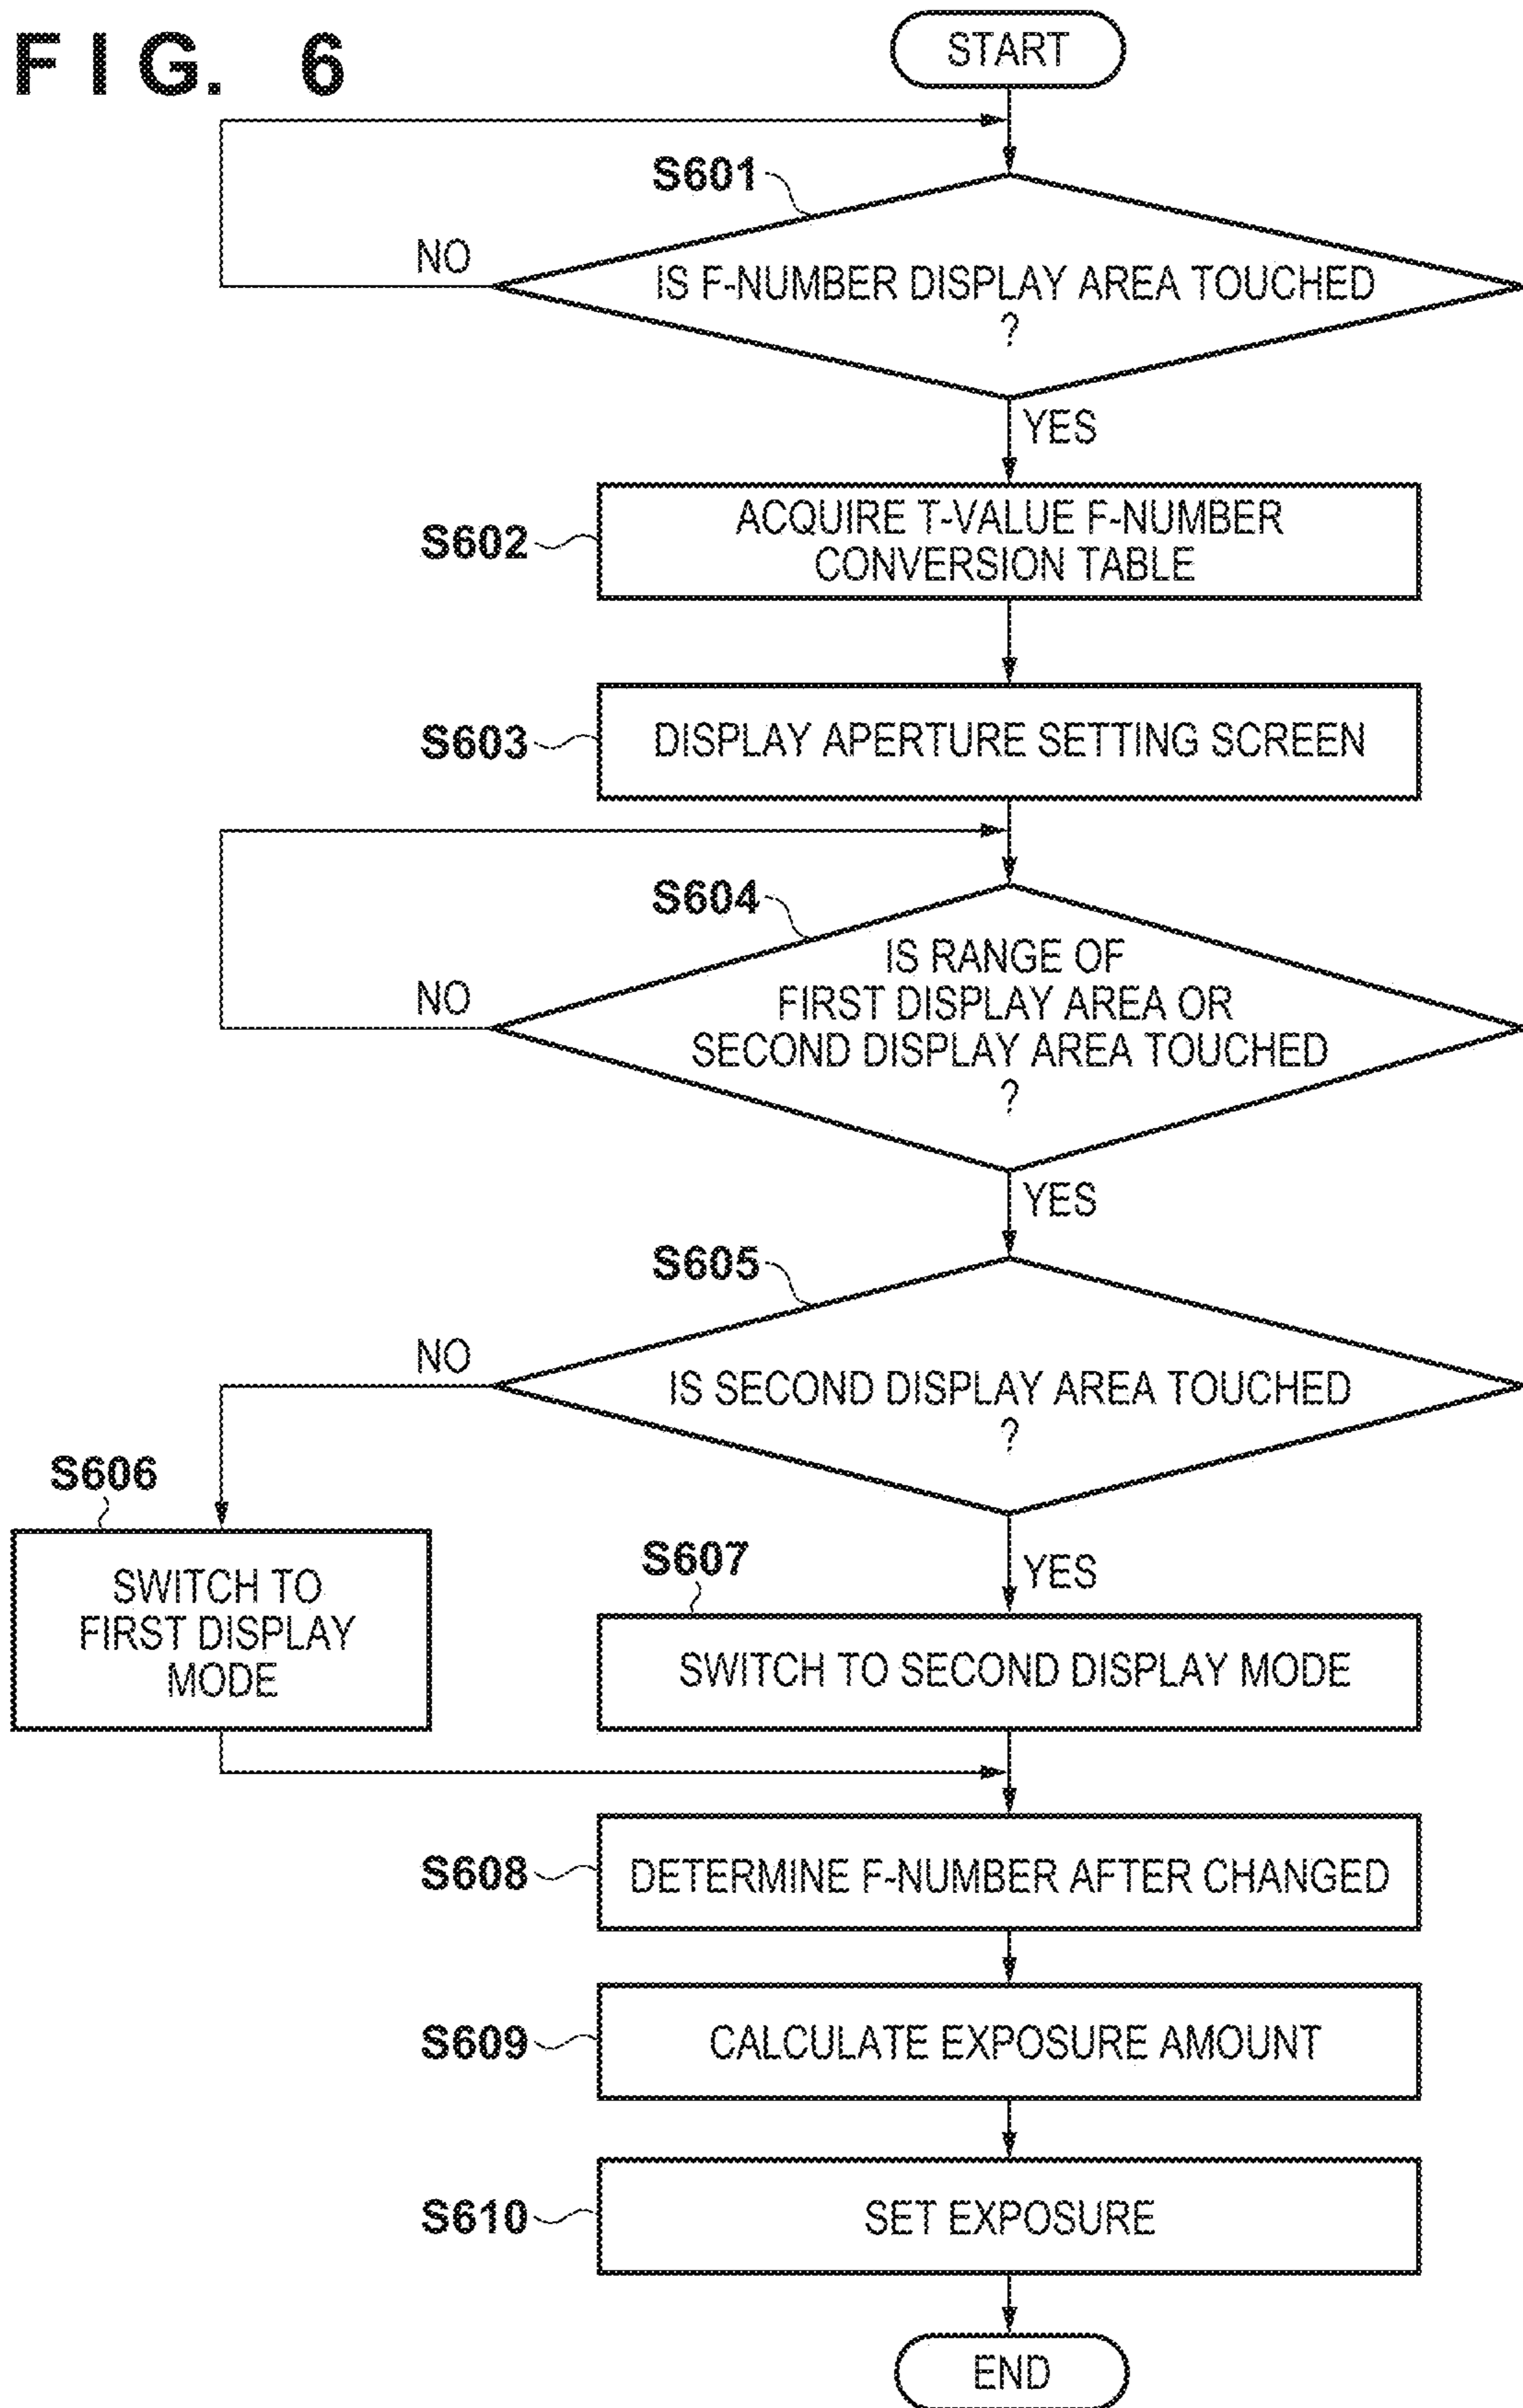 FIG. 6
START
S601
NO
IS F-NUMBER DISPLAY AREA TOUCHED
?
YES
S602
ACQUIRE T-VALUE F-NUMBER
CONVERSION TABLE
S603
DISPLAY APERTURE SETTING SCREEN
S604
NO
IS RANGE OF
FIRST DISPLAY AREA OR
SECOND DISPLAY AREA TOUCHED
?
YES
S605
NO
IS SECOND DISPLAY AREA TOUCHED
?
S606
SWITCH TO
FIRST DISPLAY
MODE
S607
YES
SWITCH TO SECOND DISPLAY MODE
S608
DETERMINE F-NUMBER AFTER CHANGED
S609
CALCULATE EXPOSURE AMOUNT
S610
SET EXPOSURE
END